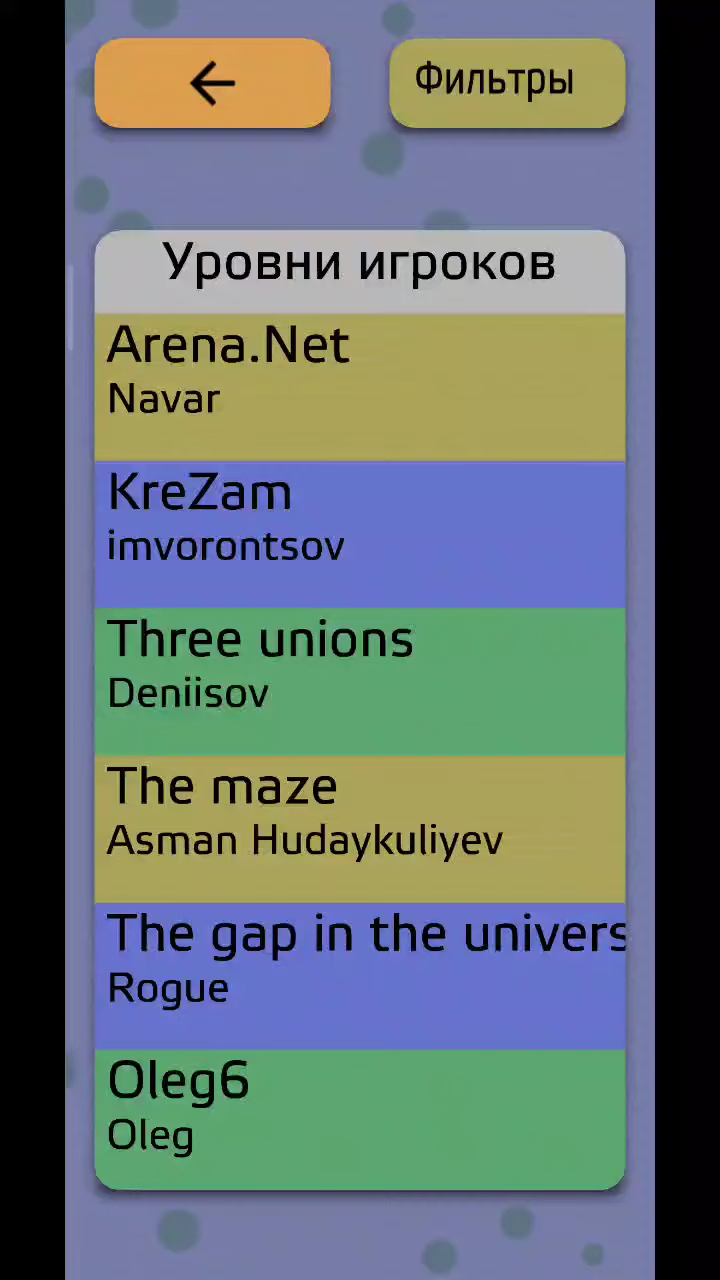 Фильтры
Уровни игроков
Arena.Net
Navar
KreZam
imvorontsov
Three unions
Deniisov
The maze
Asman Hudaykuliyev
The gap in the univers
Rogue
Oleg6
Oleg